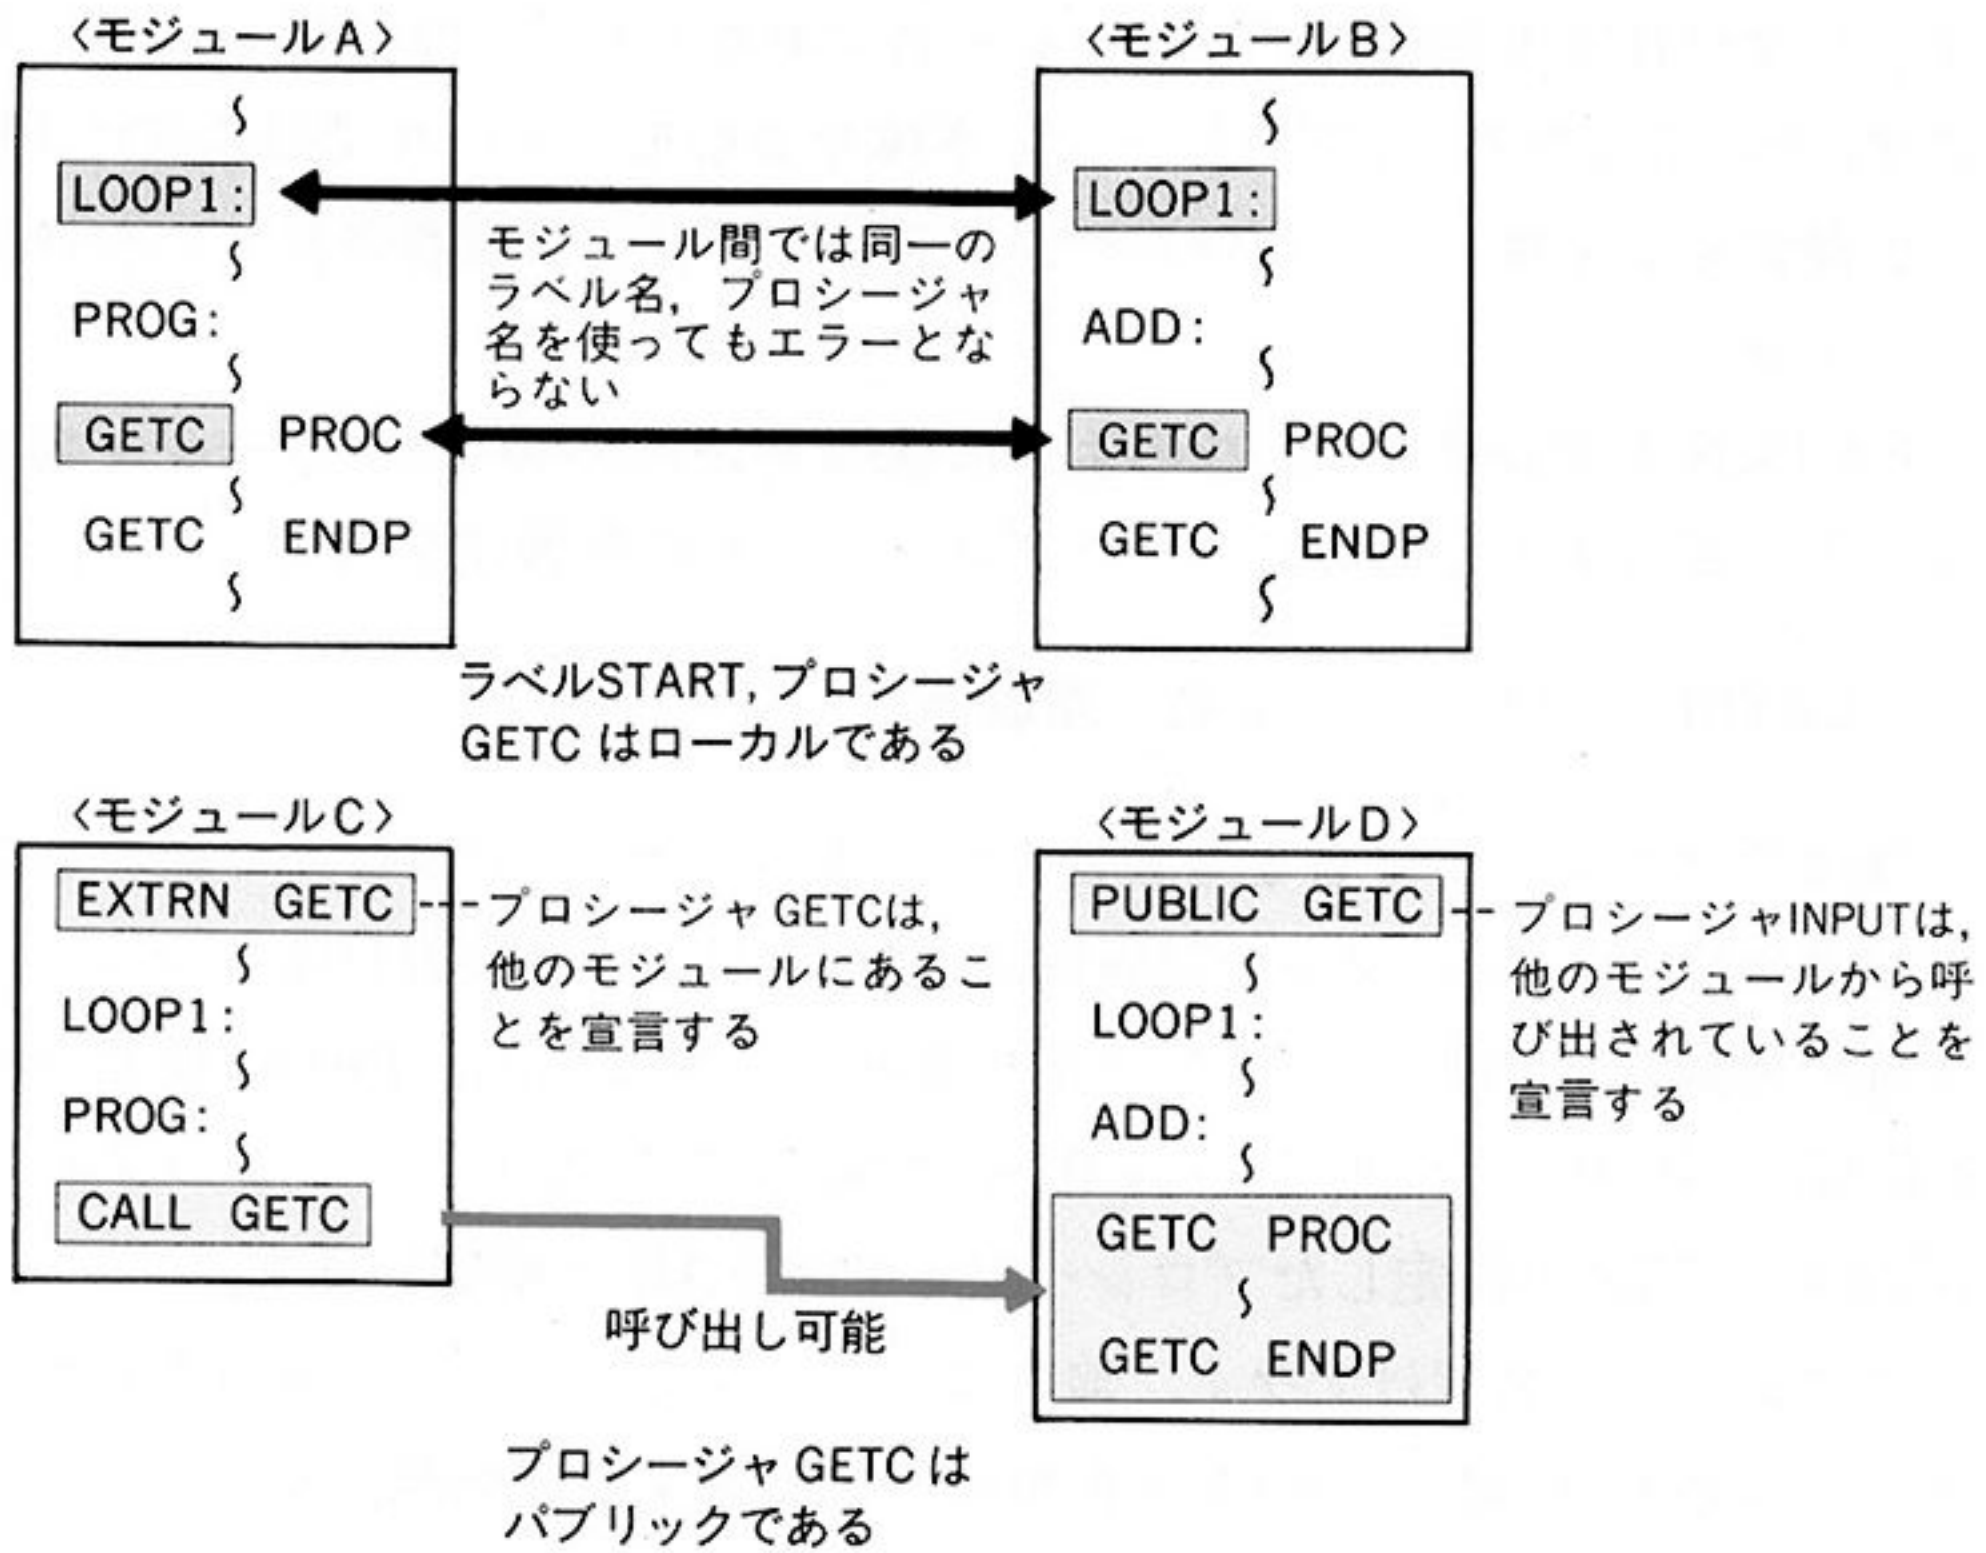 〈モジュールA〉
LOOP1:
PROG:
GETC PROC
GETC ENDP
モジュール間では同一の
ラベル名，プロシージャ
名を使ってもエラーとな
らない
〈モジュールB〉
LOOP1:
ADD:
GETC PROC
GETC ENDP
ラベルSTART, プロシージャ
GETC はローカルである
〈モジュールC〉
EXTRN GETC
LOOP1:
PROG:
CALL GETC
プロシージャ GETCは,
他のモジュールにあるこ
とを宣言する
呼び出し可能
〈モジュールD〉
PUBLIC GETC
LOOP1:
ADD:
GETC PROC
GETC ENDP
プロシージャINPUTは,
他のモジュールから呼
び出されていることを
宣言する
プロシージャ GETC は
パブリックである